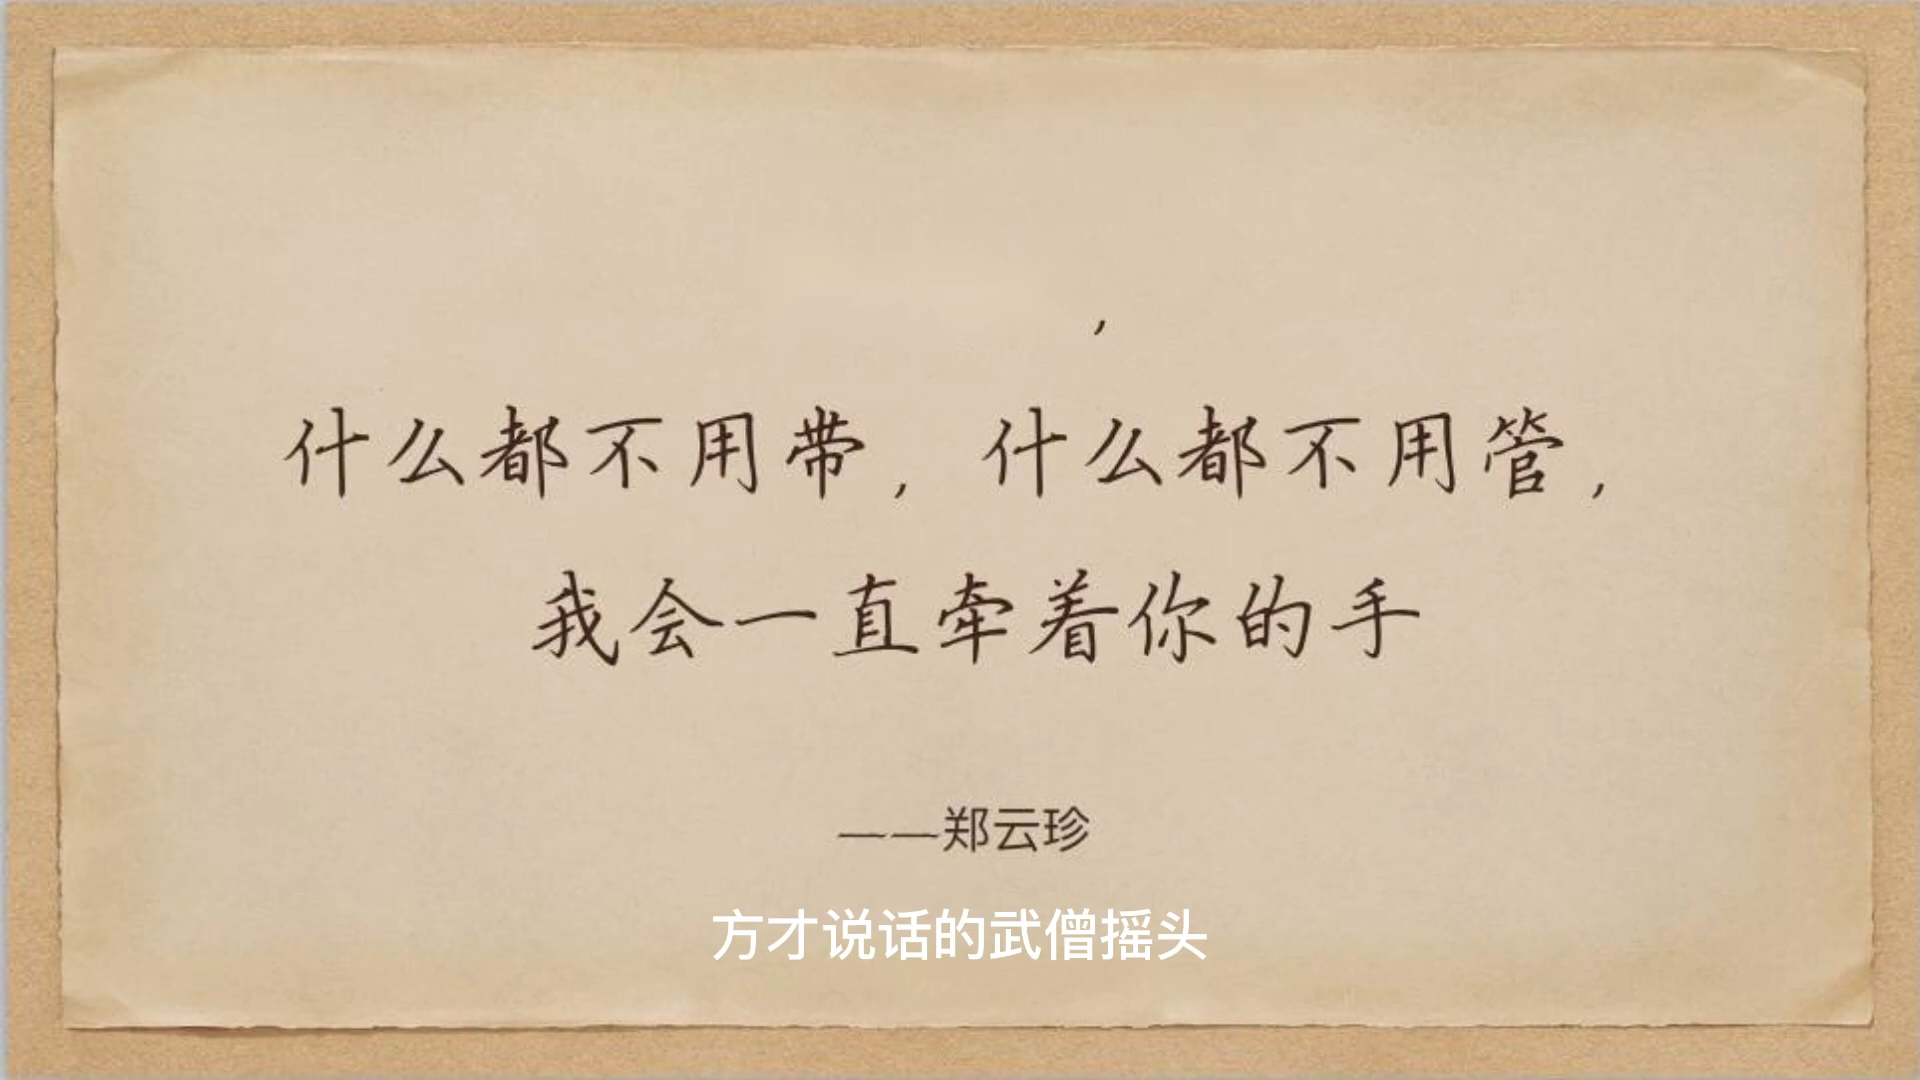 ，
什么都不用带，什么都不用管，
我会一直牵着你的手
——郑云珍
方才说话的武僧摇头